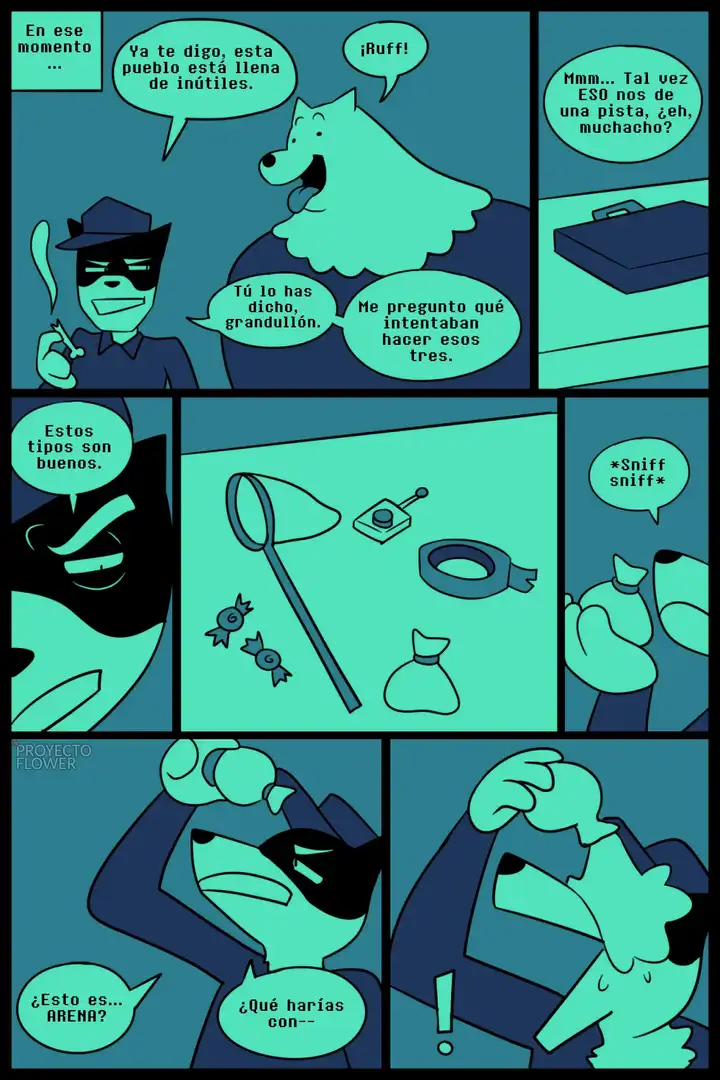 En ese
momento
...
Ya te digo, esta
pueblo está llena
de inútiles.
¡Ruff!
Tú lo has
dicho,
grandullón.
Me pregunto qué
intentaban
hacer esos
tres.
Mmm... Tal vez
ESO nos de
una pista, ¿eh,
muchacho?
Estos
tipos son
buenos.
*Sniff
sniff*
PROYECTO
FLOWER
¿Esto es...
ARENA?
¿Qué harías
con--
!